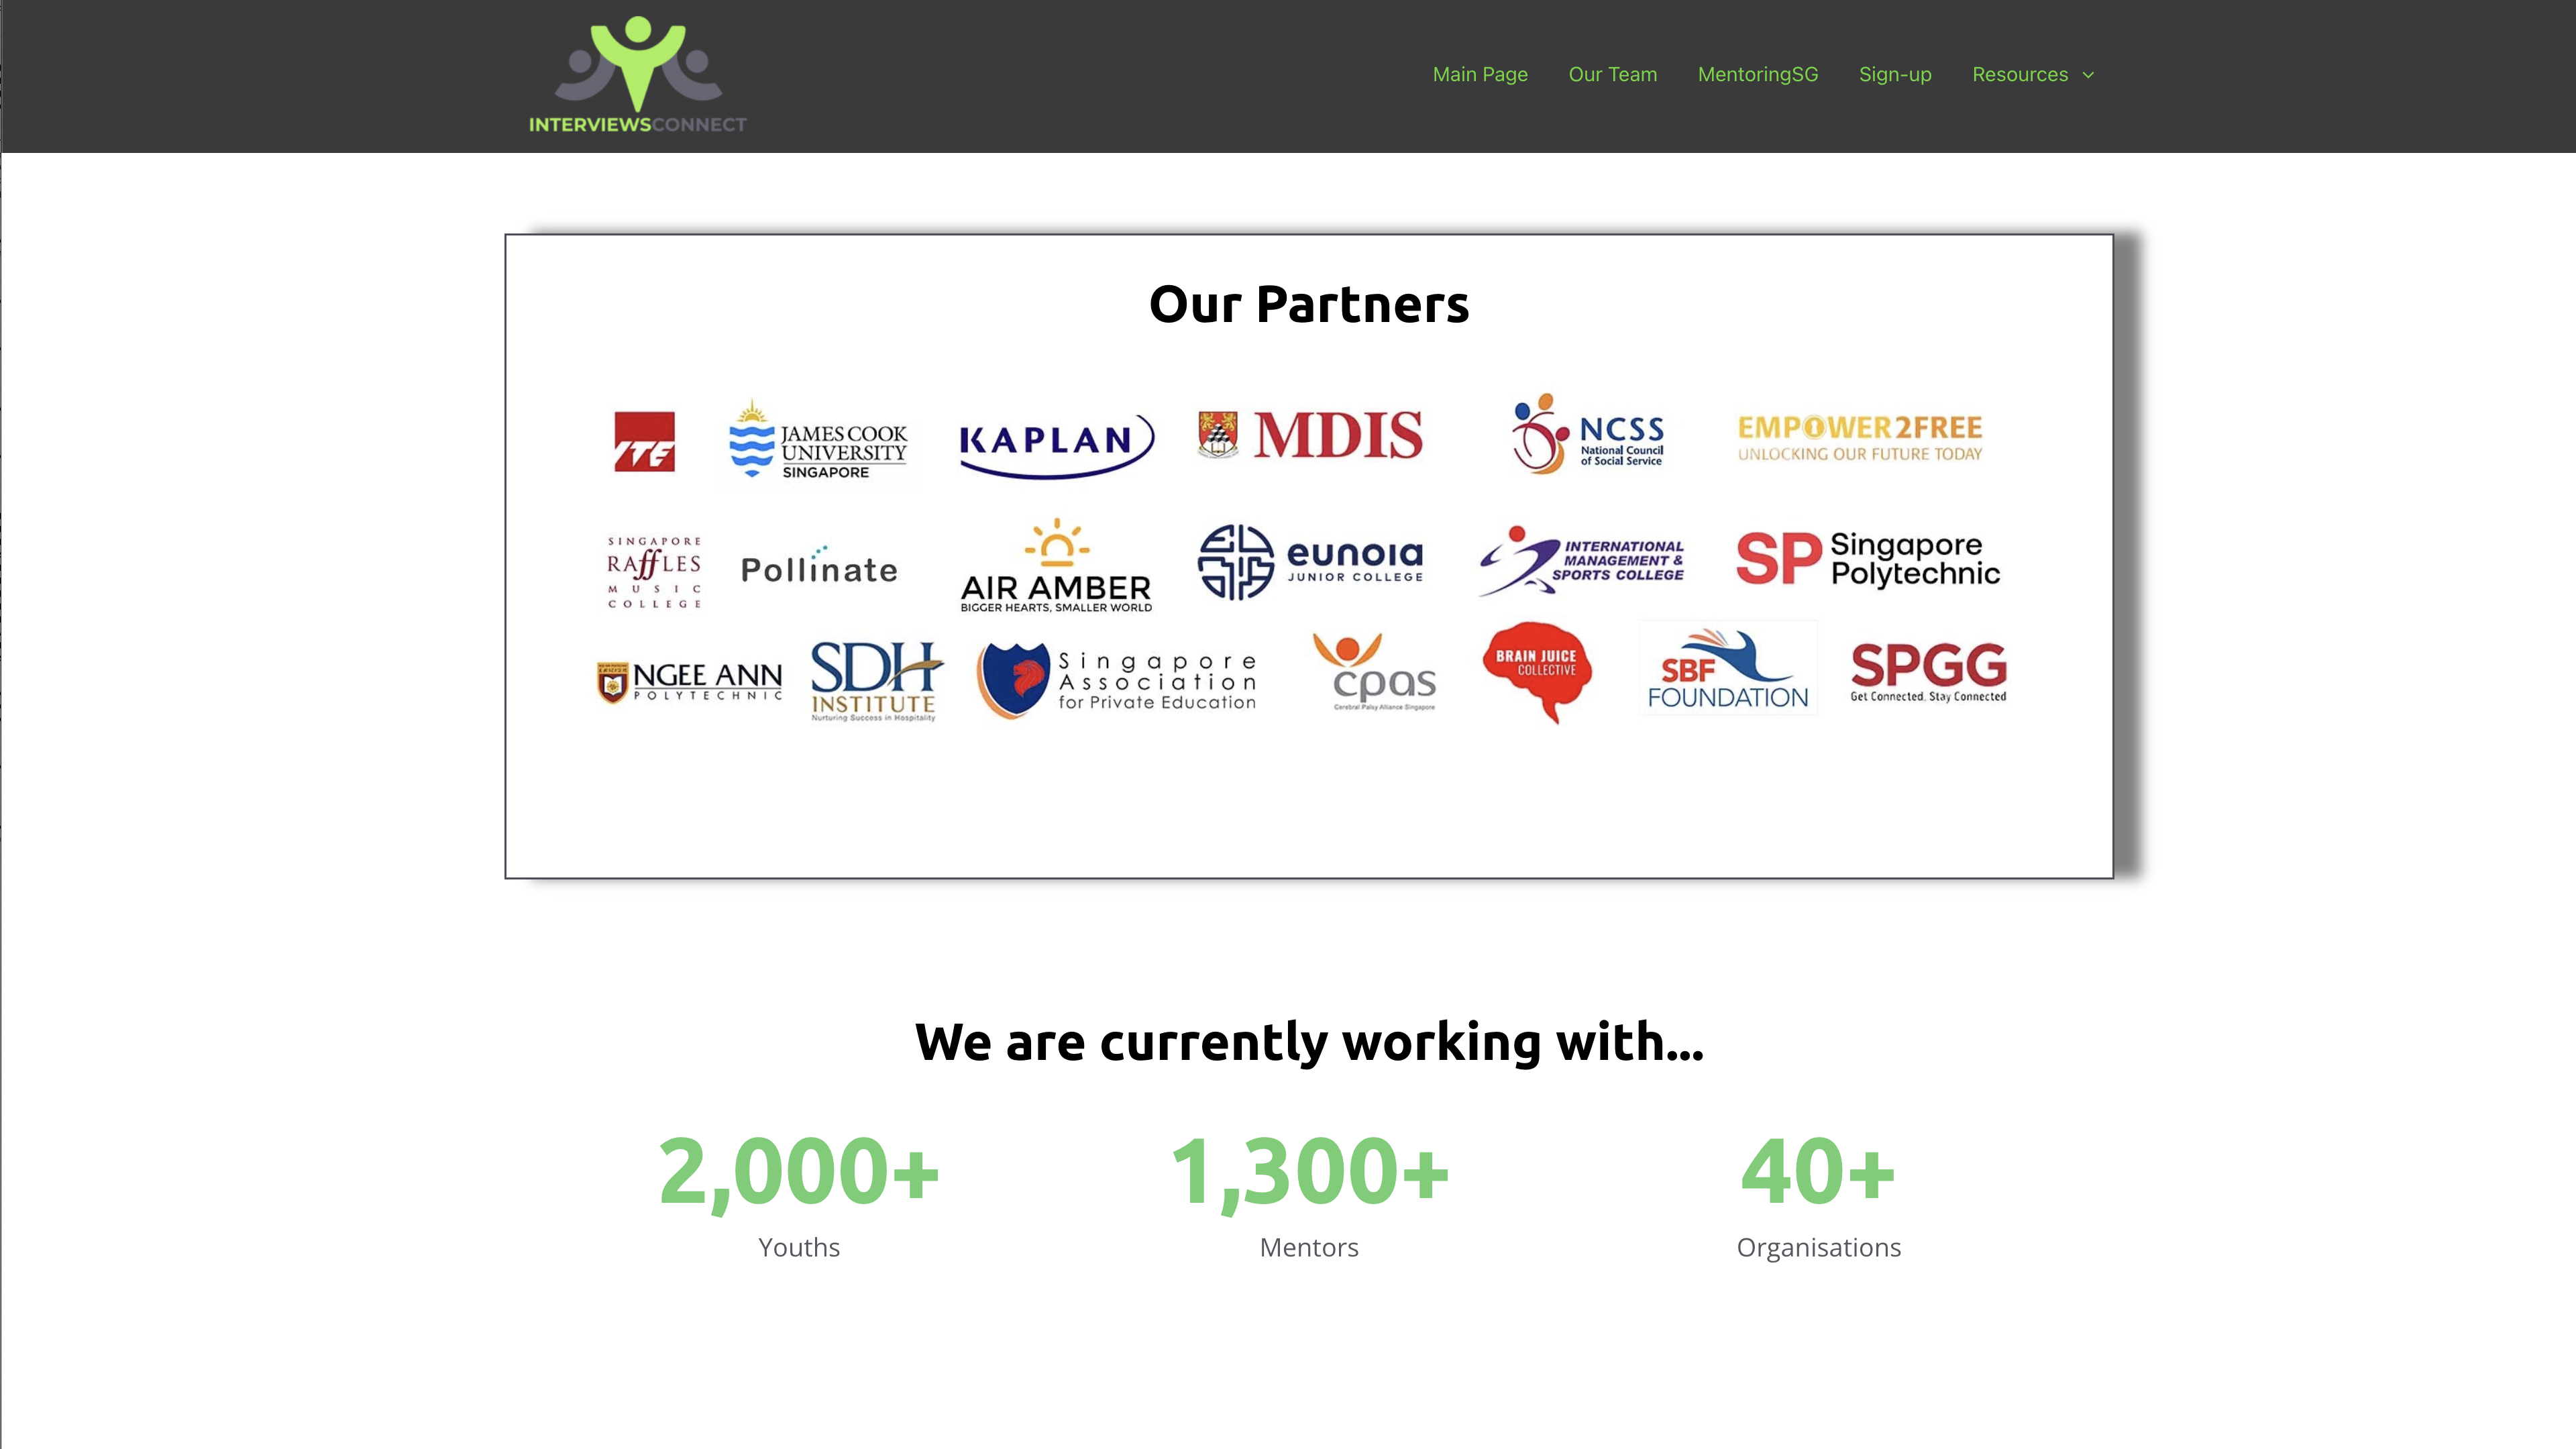 INTERVIEWSCONNECT
Main Page
Our Team
MentoringSG
Sign-up
Resources
Our Partners
ITE
JAMES COOK
UNIVERSITY
SINGAPORE
KAPLAN
MDIS
NCSS
National Council
of Social Service
EMPOWER2FREE
UNLOCKING OUR FUTURE TODAY
SINGAPORE
RAffLES
MUSIC
COLLEGE
Pollinate
AIR AMBER
BIGGER HEARTS, SMALLER WORLD
eunoia
JUNIOR COLLEGE
INTERNATIONAL
MANAGEMENT &
SPORTS COLLEGE
SP Singapore
Polytechnic
NGEE ANN
POLYTECHNIC
SDH
INSTITUTE
Nurturing Success in Hospitality
Singapore
Association
for Private Education
cpas
Cerebral Palsy Alliance Singapore
BRAIN JUICE
COLLECTIVE
SBF
FOUNDATION
SPGG
Get Connected. Stay Connected
We are currently working with...
2,000+
Youths
1,300+
Mentors
40+
Organisations